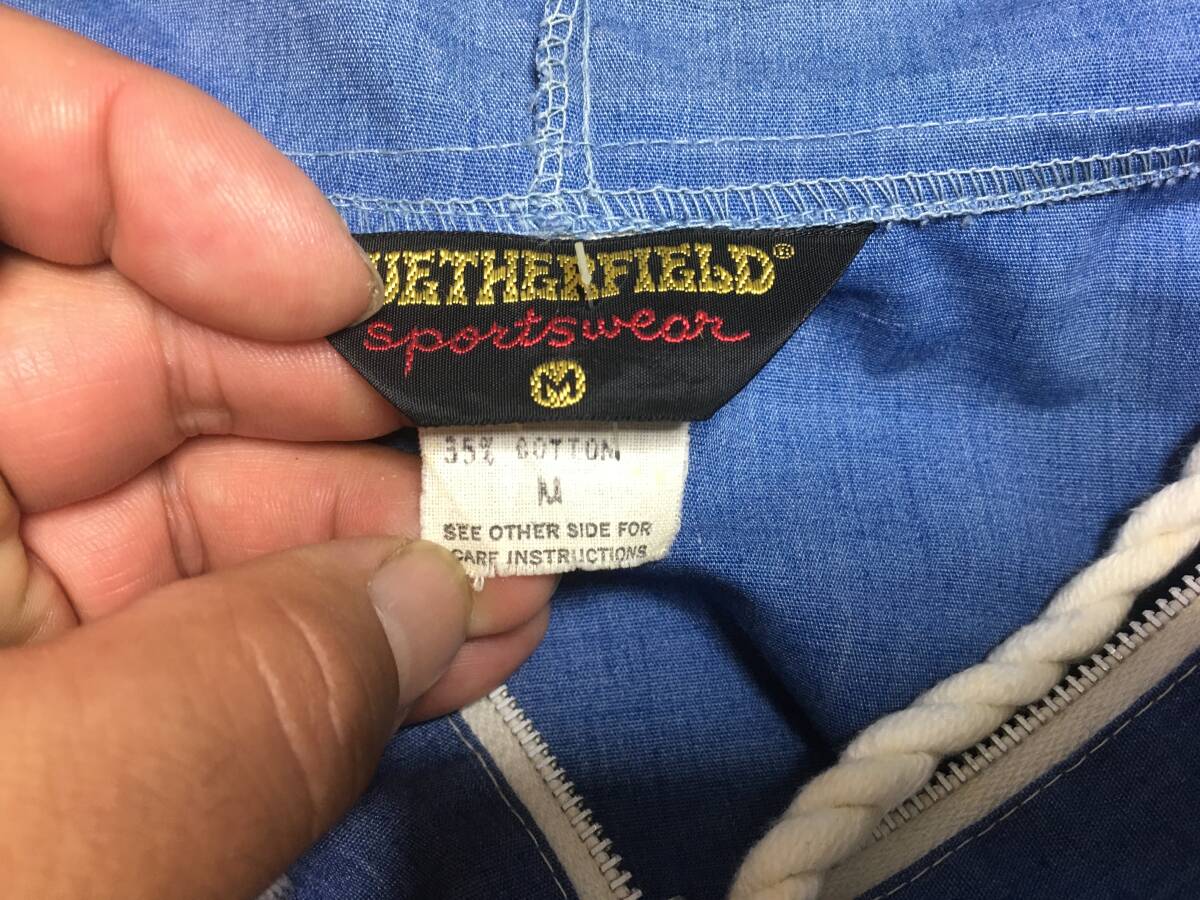 WETHERFIELD®
sportswear
M
35% COTTON
M
SEE OTHER SIDE FOR
CARE INSTRUCTIONS